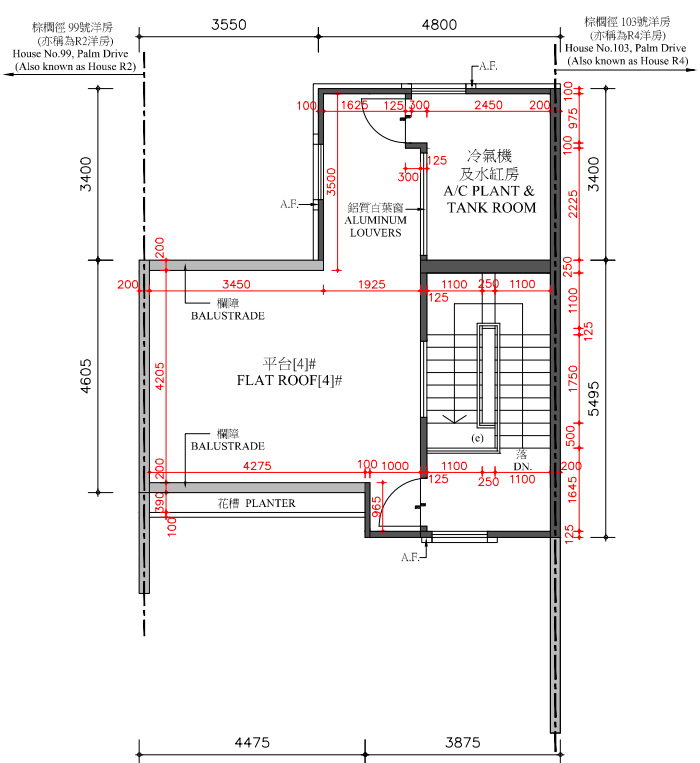 3550
4800
棕櫚徑 99號洋房
(亦稱為R2洋房)
House No.99, Palm Drive
(Also known as House R2)
棕櫚徑 103號洋房
(亦稱為R4洋房)
House No.103, Palm Drive
(Also known as House R4)
A.F.
100
1625
125
300
2450
200
100
975
100
3400
3500
125
300
冷氣機
及水缸房
A/C PLANT &
TANK ROOM
2225
3400
A.F.
鋁質百葉窗
ALUMINUM
LOUVERS
200
250
200
3450
1925
125
1100
250
1100
1100
125
欄障
BALUSTRADE
平台[4]#
FLAT ROOF[4]#
4205
4605
1750
5495
欄障
BALUSTRADE
(e)
落
DN.
500
200
4275
100
1000
125
1100
250
1100
200
390
花槽 PLANTER
965
1645
100
125
A.F.
4475
3875